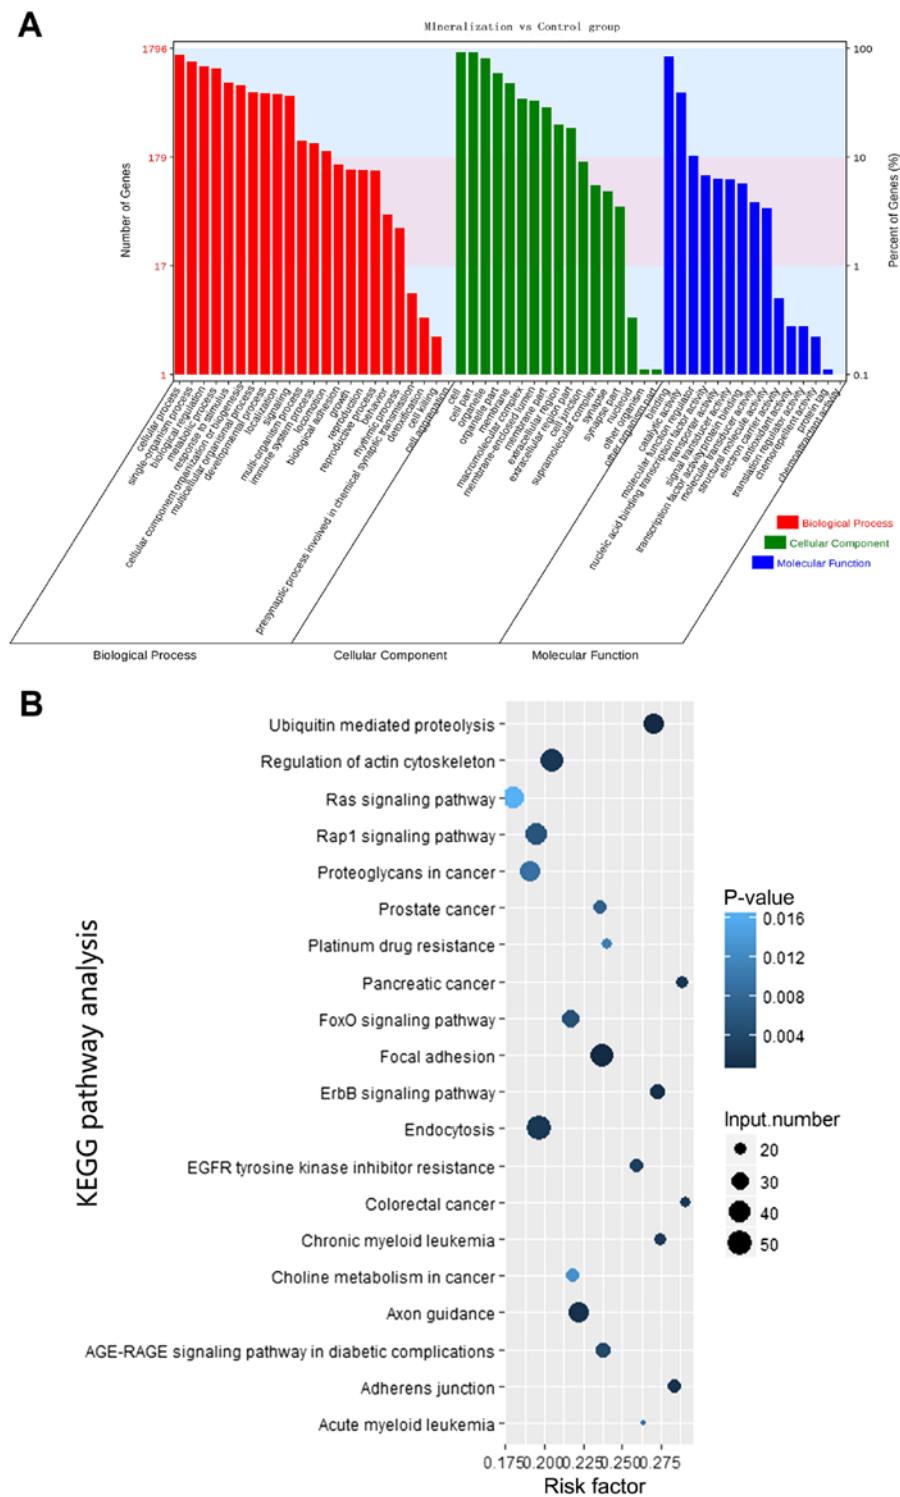 A
MIneralization vs Control group
1796
179
17
1
Number of Genes
100
10
1
0.1
Percent of Genes (%)
cellular process
single-organism process
biological regulation
metabolic process
response to stimulus
cellular component organization or biogenesis
multicellular organismal process
developmental process
localization
signaling
multi-organism process
immune system process
locomotion
biological adhesion
growth
reproduction
reproductive process
behavior
rhythmic process
presynaptic process involved in chemical synaptic transmission
detoxification
cell killing
cell aggregation
cell
cell part
organelle
organelle part
membrane
macromolecular complex
membrane-enclosed lumen
membrane part
extracellular region
extracellular region part
cell junction
supramolecular complex
synapse
synapse part
nucleoid
other organism
other organism part
binding
catalytic activity
molecular function regulator
nucleic acid binding transcription factor activity
transporter activity
signal transducer activity
transcription factor activity,protein binding
molecular transducer activity
structural molecule activity
electron carrier activity
antioxidant activity
translation regulator activity
protein tag
chemorepellent activity
chemoattractant activity
Biological Process
Cellular Component
Molecular Function
Biological Process
Cellular Component
Molecular Function
B
KEGG pathway analysis
Ubiquitin mediated proteolysis
Regulation of actin cytoskeleton
Ras signaling pathway
Rap1 signaling pathway
Proteoglycans in cancer
Prostate cancer
Platinum drug resistance
Pancreatic cancer
FoxO signaling pathway
Focal adhesion
ErbB signaling pathway
Endocytosis
EGFR tyrosine kinase inhibitor resistance
Colorectal cancer
Chronic myeloid leukemia
Choline metabolism in cancer
Axon guidance
AGE-RAGE signaling pathway in diabetic complications
Adherens junction
Acute myeloid leukemia
0.175 0.200 0.225 0.250 0.275
Risk factor
P-value
0.016
0.012
0.008
0.004
Input.number
20
30
40
50